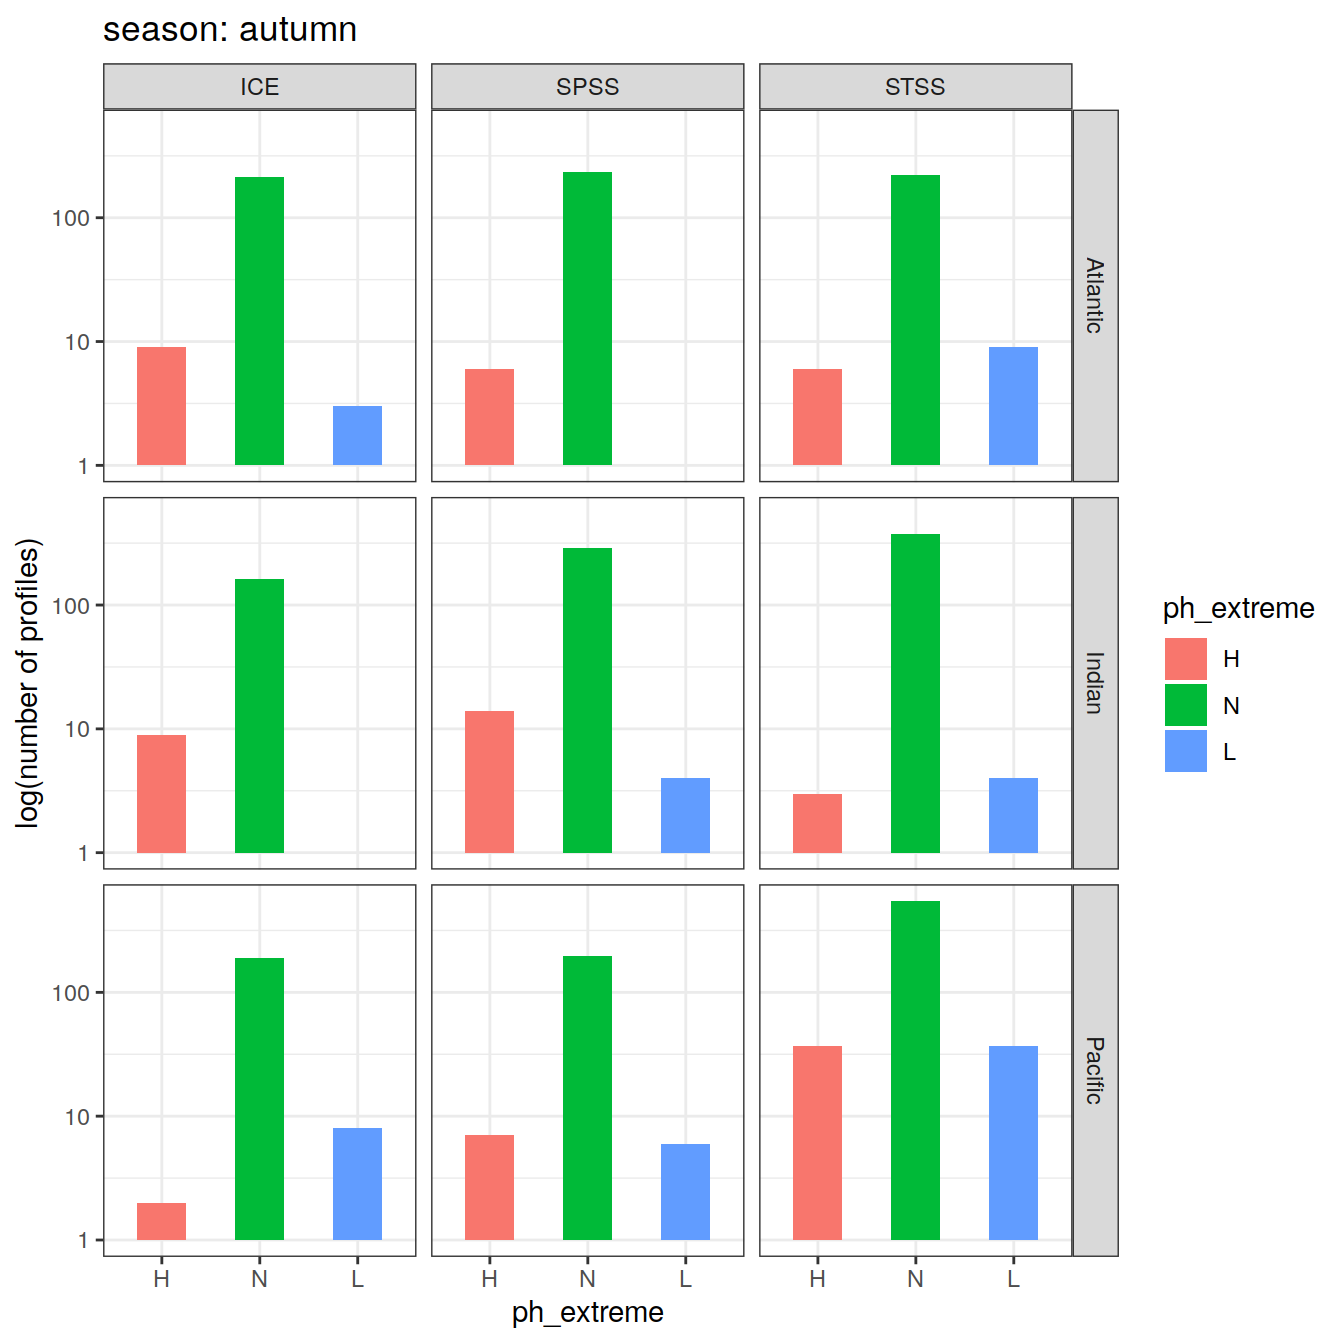 season: autumn
ICE
SPSS
STSS
100
10
1
Atlantic
log(number of profiles)
100
10
1
Indian
100
10
1
Pacific
H N L
H N L
H N L
ph_extreme
ph_extreme
H
N
L